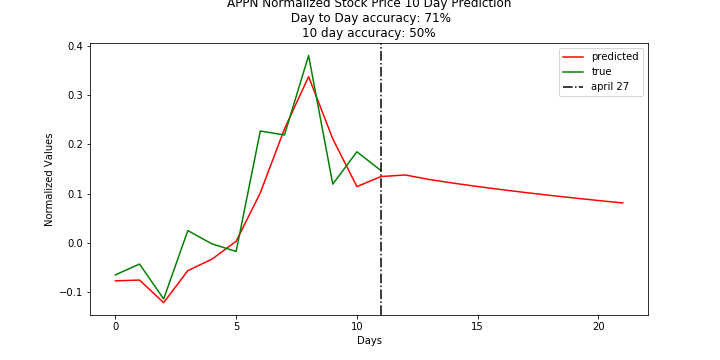 APPN Normalized Stock Price 10 Day Prediction
Day to Day accuracy: 71%
10 day accuracy: 50%
predicted
true
april 27
Normalized Values
0.4
0.3
0.2
0.1
0.0
−0.1
0
5
10
15
20
Days